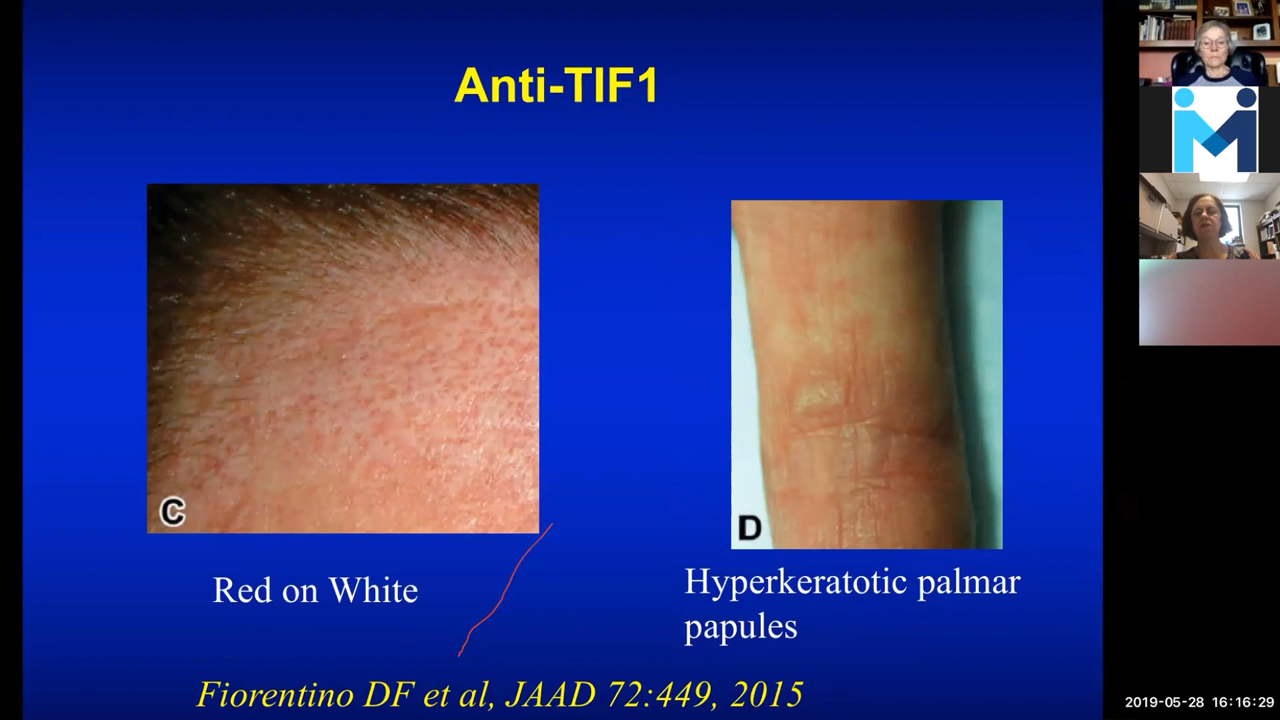 Anti-TIF1
C
D
Red on White
Hyperkeratotic palmar
papules
Fiorentino DF et al, JAAD 72:449, 2015
2019-05-28 16:16:29